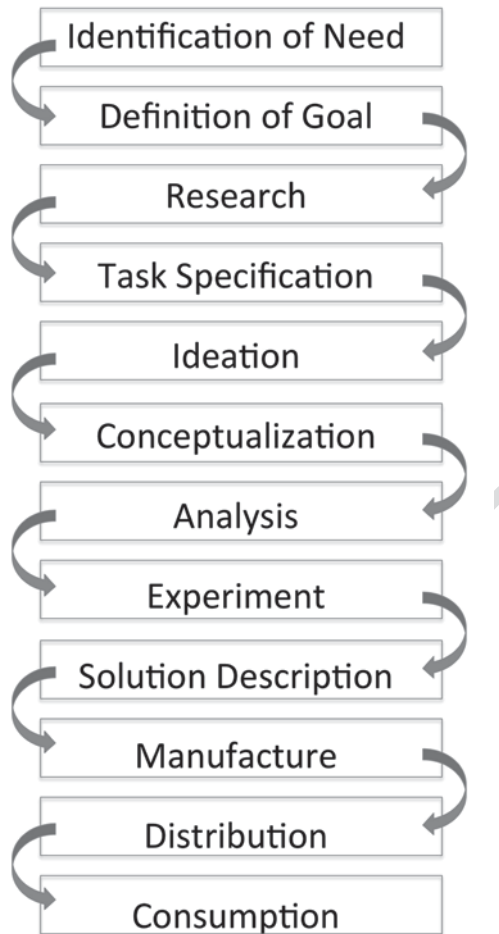 Identification of Need
Definition of Goal
Research
Task Specification
Ideation
Conceptualization
Analysis
Experiment
Solution Description
Manufacture
Distribution
Consumption